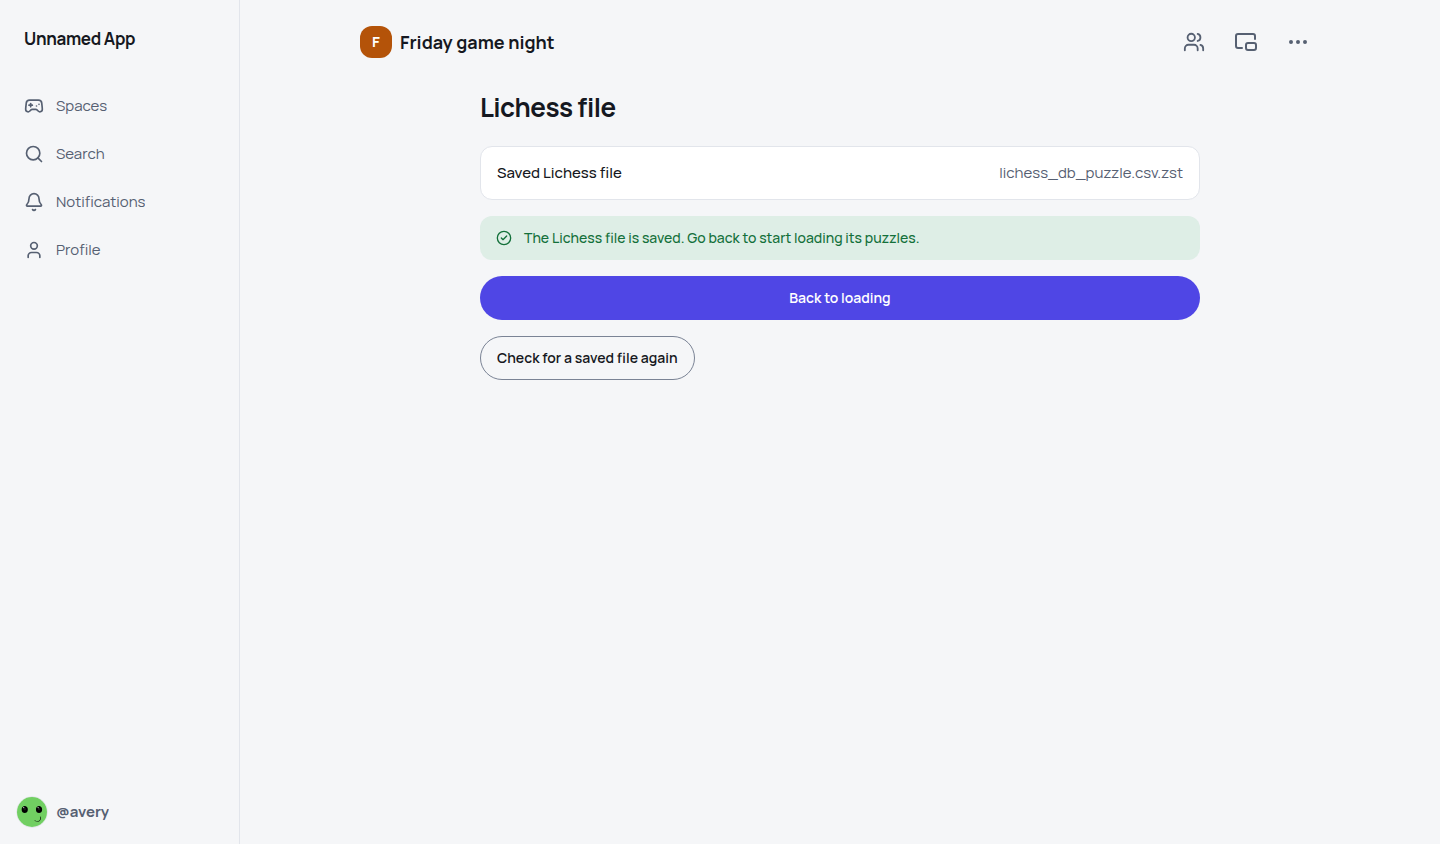 Unnamed App
Spaces
Search
Notifications
Profile
@avery
F
Friday game night
Lichess file
Saved Lichess file
lichess_db_puzzle.csv.zst
The Lichess file is saved. Go back to start loading its puzzles.
Back to loading
Check for a saved file again